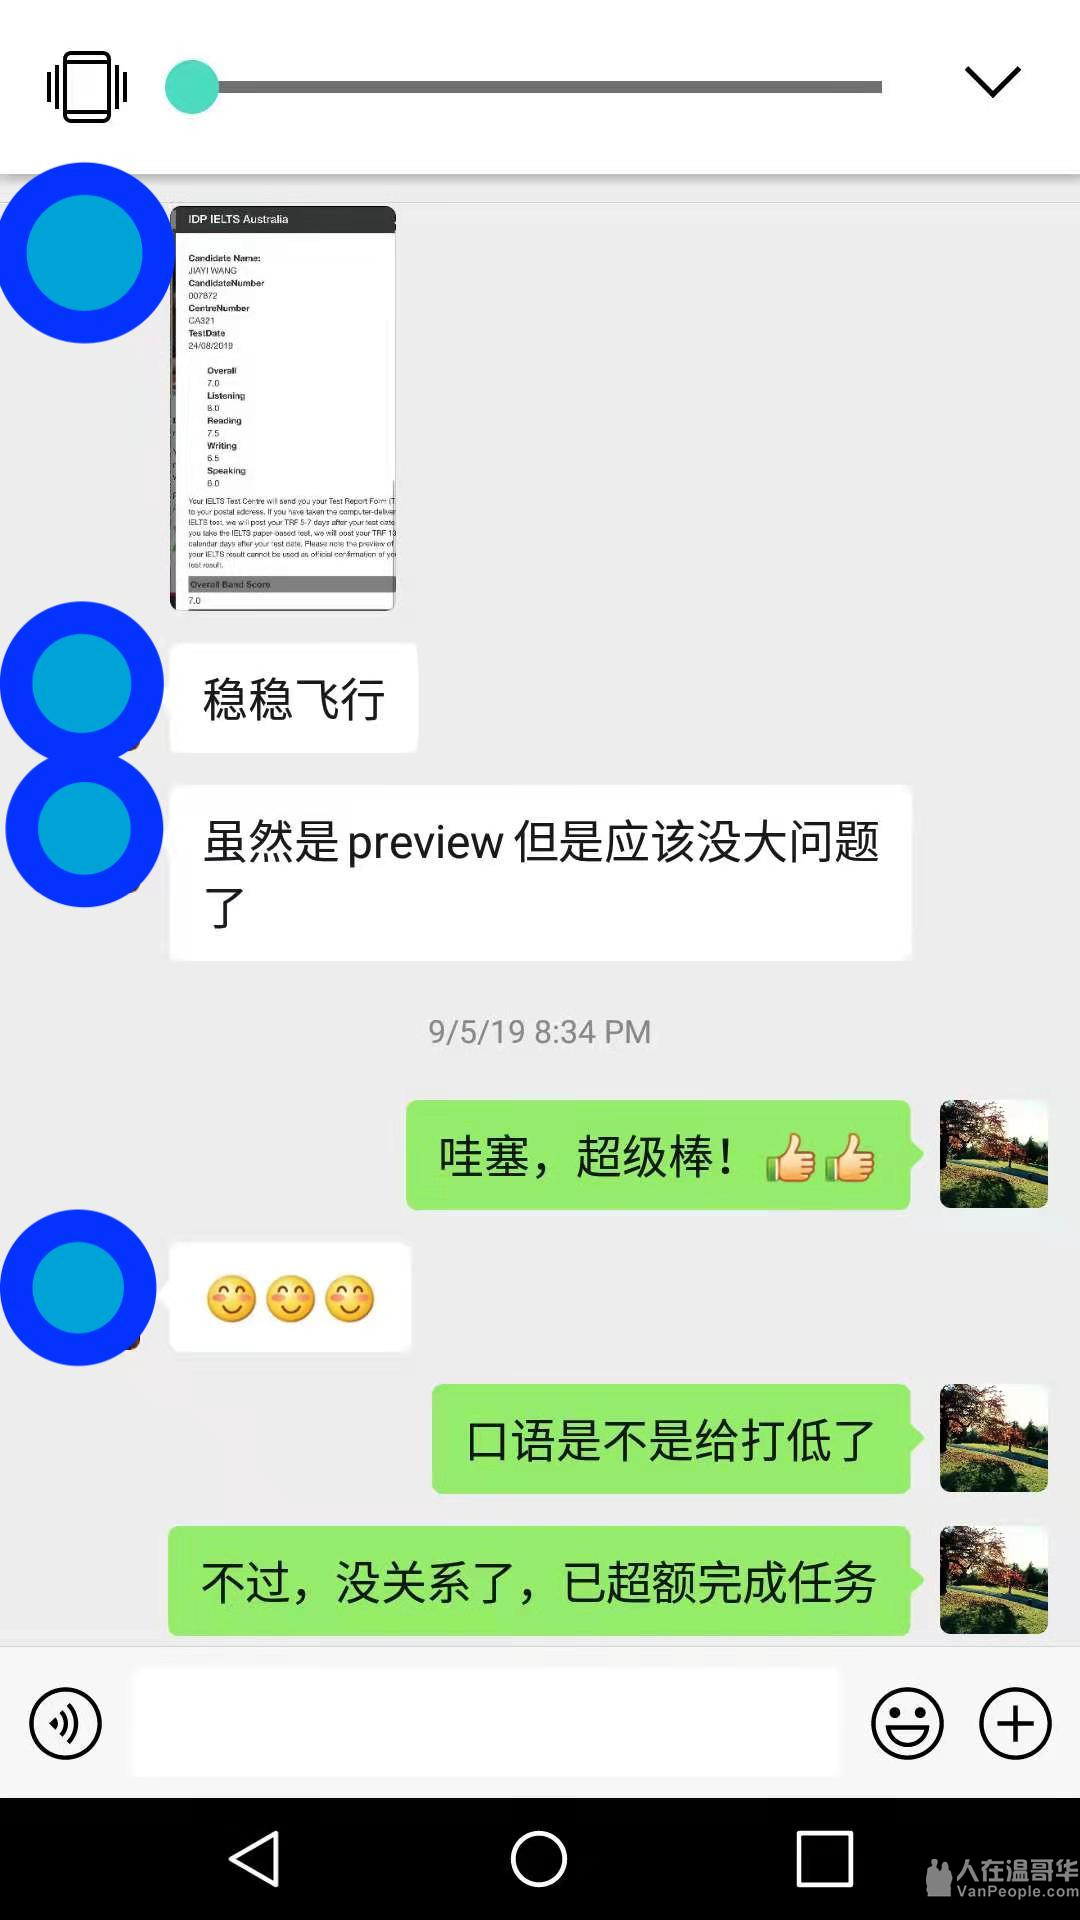 IDP IELTS Australia
Candidate Name:
JIAYI WANG
CandidateNumber
007872
CentreNumber
CA321
TestDate
24/08/2019
Overall
7.0
Listening
8.0
Reading
7.5
Writing
6.5
Speaking
6.0
Your IELTS Test Centre will send you your Test Report Form (T
to your postal address. If you have taken the computer-deliver
IELTS test, we will post your TRF 5-7 days after your test date
you take the IELTS paper-based test, we will post your TRF 13
calendar days after your test date. Please note the preview of
your IELTS result cannot be used as official confirmation of yo
test result.
Overall Band Score
7.0
稳稳飞行
虽然是preview但是应该没大问题
了
9/5/19 8:34 PM
哇塞，超级棒！👍👍
😊😊😊
口语是不是给打低了
不过，没关系了，已超额完成任务
人在温哥华
VanPeople.com